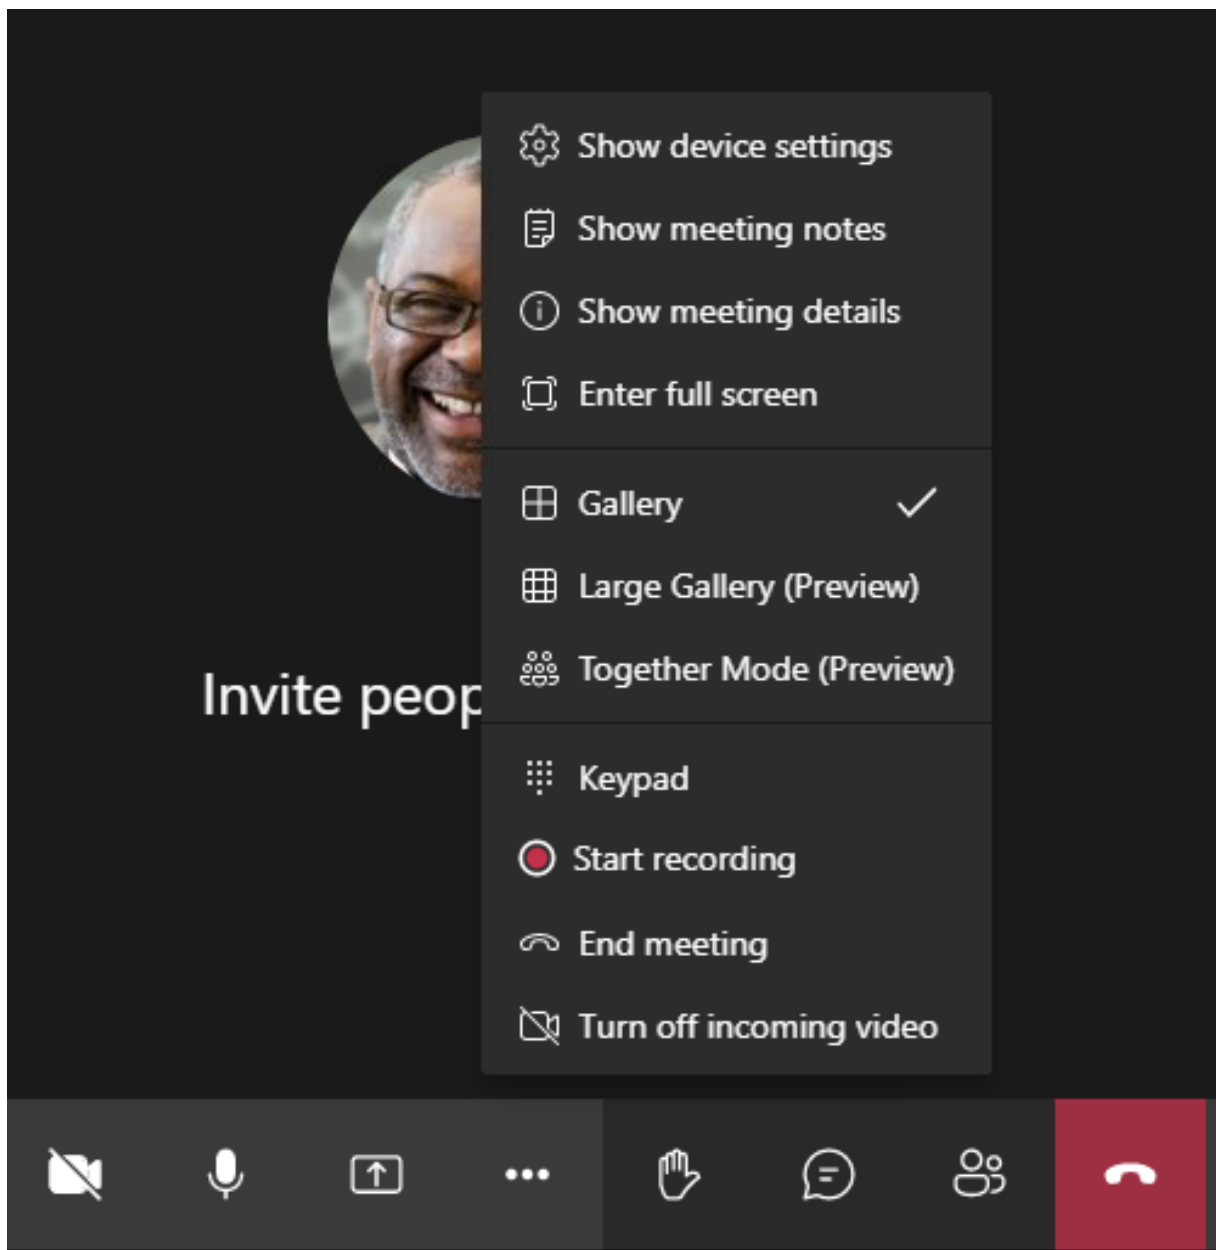 Show device settings
Show meeting notes
Show meeting details
Enter full screen
Gallery
Large Gallery (Preview)
Together Mode (Preview)
Invite
Keypad
Start recording
End meeting
Turn off incoming video